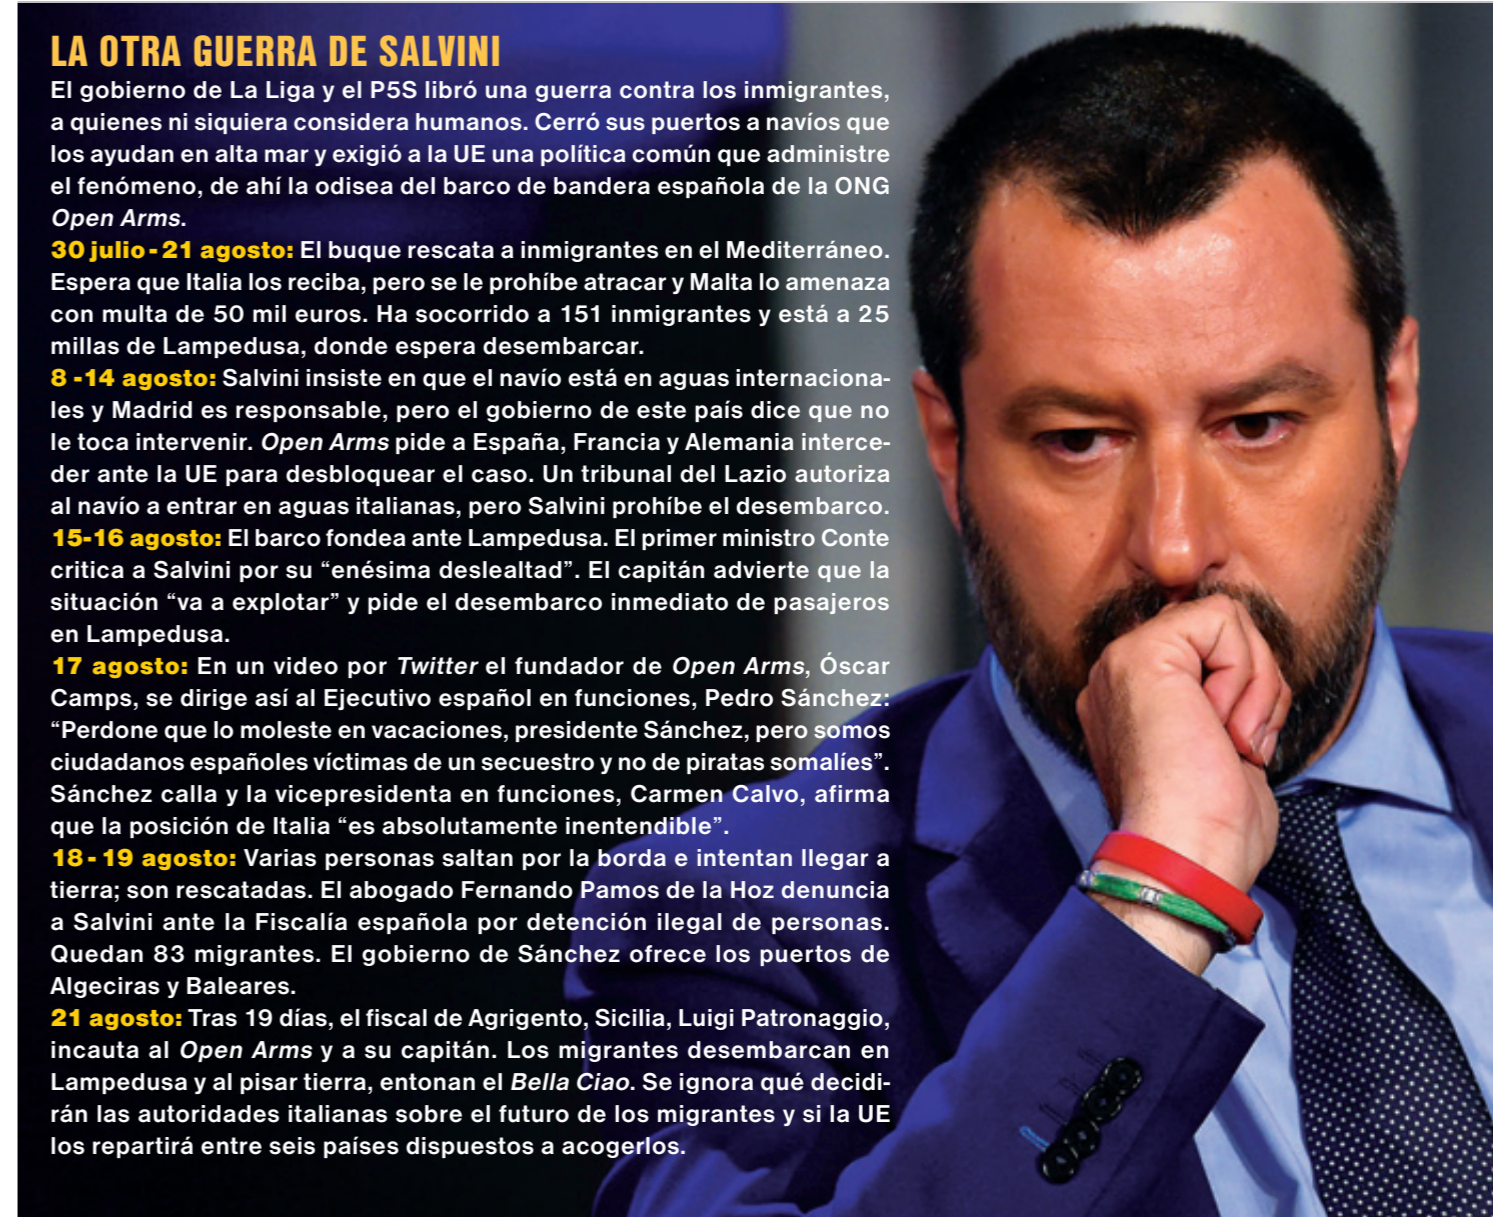 LA OTRA GUERRA DE SALVINI
El gobierno de La Liga y el P5S libró una guerra contra los inmigrantes,
a quienes ni siquiera considera humanos. Cerró sus puertos a navíos que
los ayudan en alta mar y exigió a la UE una política común que administre
el fenómeno, de ahí la odisea del barco de bandera española de la ONG
Open Arms.
30 julio - 21 agosto: El buque rescata a inmigrantes en el Mediterráneo.
Espera que Italia los reciba, pero se le prohíbe atracar y Malta lo amenaza
con multa de 50 mil euros. Ha socorrido a 151 inmigrantes y está a 25
millas de Lampedusa, donde espera desembarcar.
8 -14 agosto: Salvini insiste en que el navío está en aguas internaciona-
les y Madrid es responsable, pero el gobierno de este país dice que no
le toca intervenir. Open Arms pide a España, Francia y Alemania interce-
der ante la UE para desbloquear el caso. Un tribunal del Lazio autoriza
al navío a entrar en aguas italianas, pero Salvini prohíbe el desembarco.
15-16 agosto: El barco fondea ante Lampedusa. El primer ministro Conte
critica a Salvini por su “enésima deslealtad”. El capitán advierte que la
situación “va a explotar” y pide el desembarco inmediato de pasajeros
en Lampedusa.
17 agosto: En un video por Twitter el fundador de Open Arms, Óscar
Camps, se dirige así al Ejecutivo español en funciones, Pedro Sánchez:
“Perdone que lo moleste en vacaciones, presidente Sánchez, pero somos
ciudadanos españoles víctimas de un secuestro y no de piratas somalíes”.
Sánchez calla y la vicepresidenta en funciones, Carmen Calvo, afirma
que la posición de Italia “es absolutamente inentendible”.
18 - 19 agosto: Varias personas saltan por la borda e intentan llegar a
tierra; son rescatadas. El abogado Fernando Pamos de la Hoz denuncia
a Salvini ante la Fiscalía española por detención ilegal de personas.
Quedan 83 migrantes. El gobierno de Sánchez ofrece los puertos de
Algeciras y Baleares.
21 agosto: Tras 19 días, el fiscal de Agrigento, Sicilia, Luigi Patronaggio,
incauta al Open Arms y a su capitán. Los migrantes desembarcan en
Lampedusa y al pisar tierra, entonan el Bella Ciao. Se ignora qué decidi-
rán las autoridades italianas sobre el futuro de los migrantes y si la UE
los repartirá entre seis países dispuestos a acogerlos.